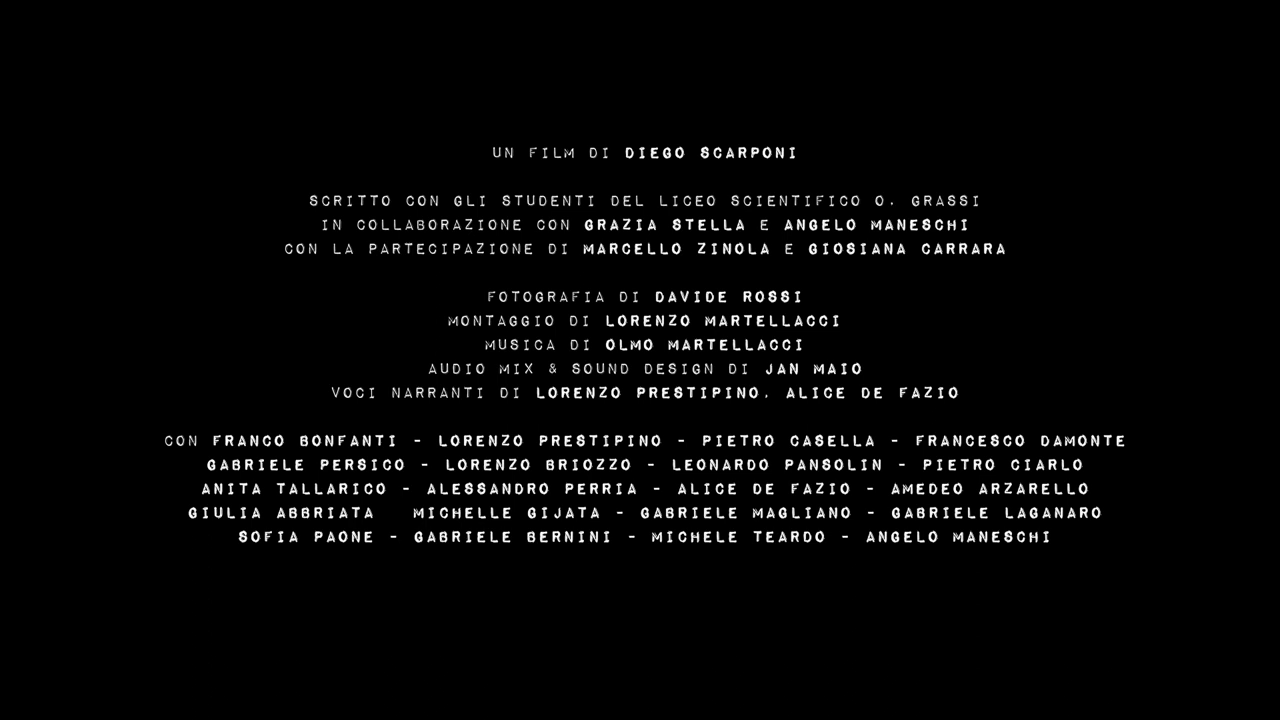 UN FILM DI DIEGO SCARPONI
SCRITTO CON GLI STUDENTI DEL LICEO SCIENTIFICO O. GRASSI
IN COLLABORAZIONE CON GRAZIA STELLA E ANGELO MANESCHI
CON LA PARTECIPAZIONE DI MARCELLO ZINOLA E GIOSIANA CARRARA
FOTOGRAFIA DI DAVIDE ROSSI
MONTAGGIO DI LORENZO MARTELLACCI
MUSICA DI OLMO MARTELLACCI
AUDIO MIX & SOUND DESIGN DI JAN MAIO
VOCI NARRANTI DI LORENZO PRESTIPINO, ALICE DE FAZIO
CON FRANCO BONFANTI - LORENZO PRESTIPINO - PIETRO CASELLA - FRANCESCO DAMONTE
GABRIELE PERSICO - LORENZO BRIOZZO - LEONARDO PANSOLIN - PIETRO CIARLO
ANITA TALLARICO - ALESSANDRO PERRIA - ALICE DE FAZIO - AMEDEO ARZARELLO
GIULIA ABBRIATA MICHELLE GIJATA - GABRIELE MAGLIANO - GABRIELE LAGANARO
SOFIA PAONE - GABRIELE BERNINI - MICHELE TEARDO - ANGELO MANESCHI